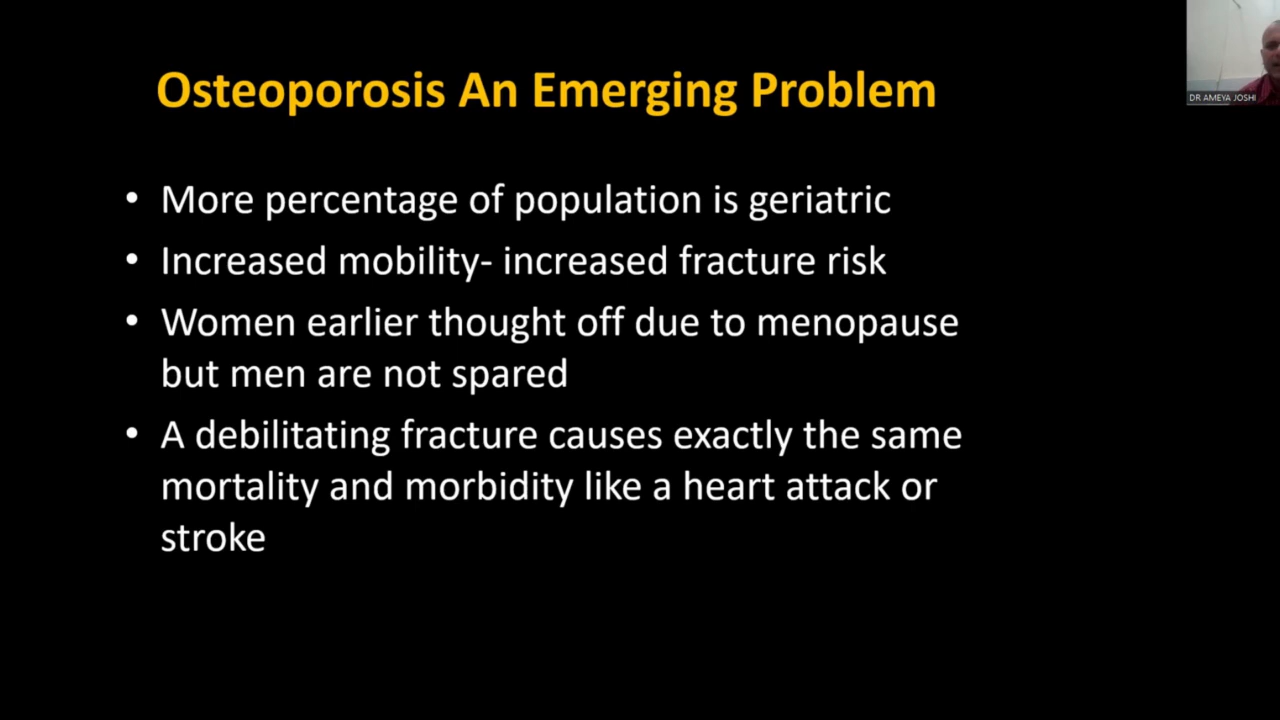 Osteoporosis An Emerging Problem
DR AMEYA JOSHI
• More percentage of population is geriatric
• Increased mobility- increased fracture risk
• Women earlier thought off due to menopause
but men are not spared
• A debilitating fracture causes exactly the same
mortality and morbidity like a heart attack or
stroke